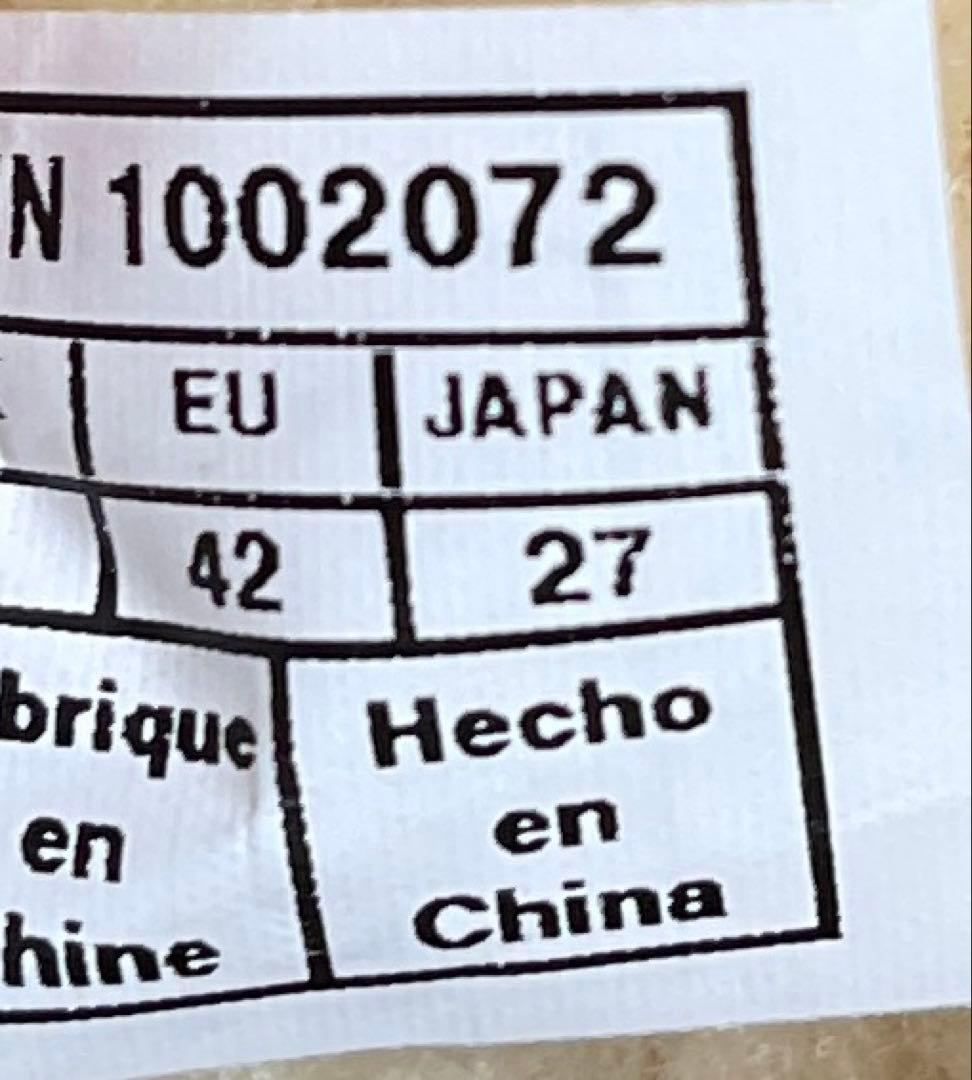 N 1002072
EU JAPAN
42 27
brique Hecho
en en
hine China